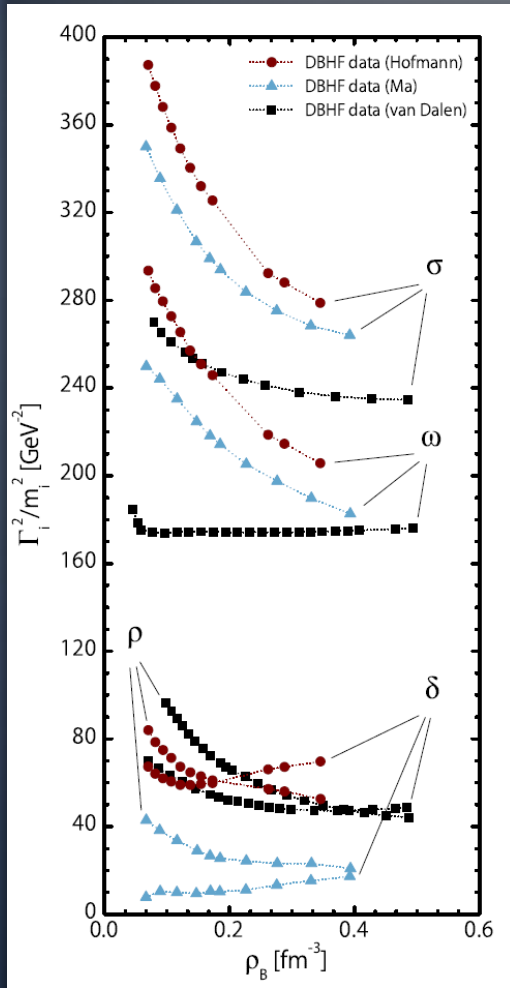 400
360
320
280
240
200
160
120
80
40
0
Γi²/mi² [GeV⁻²]
DBHF data (Hofmann)
DBHF data (Ma)
DBHF data (van Dalen)
σ
ω
ρ
δ
0.0 0.2 0.4 0.6
ρB [fm⁻³]